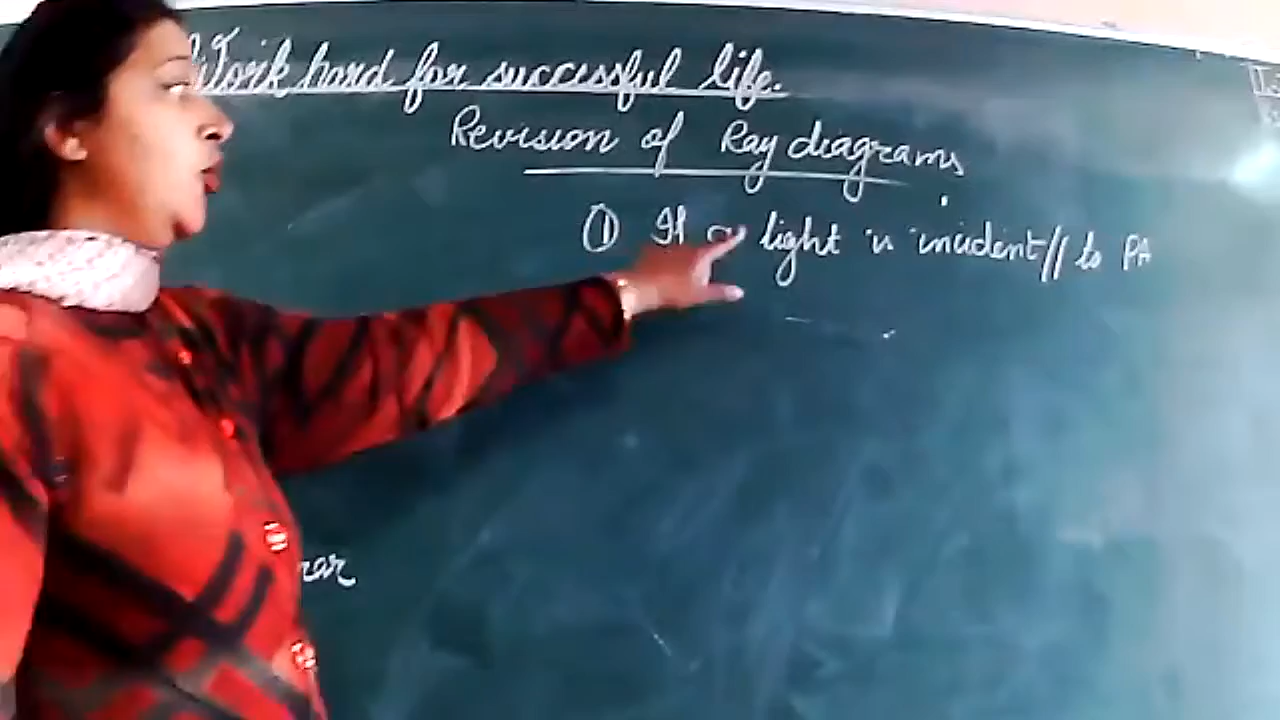 Work hard for successful life.
Revision of Ray diagrams
① If light is incident // to PA